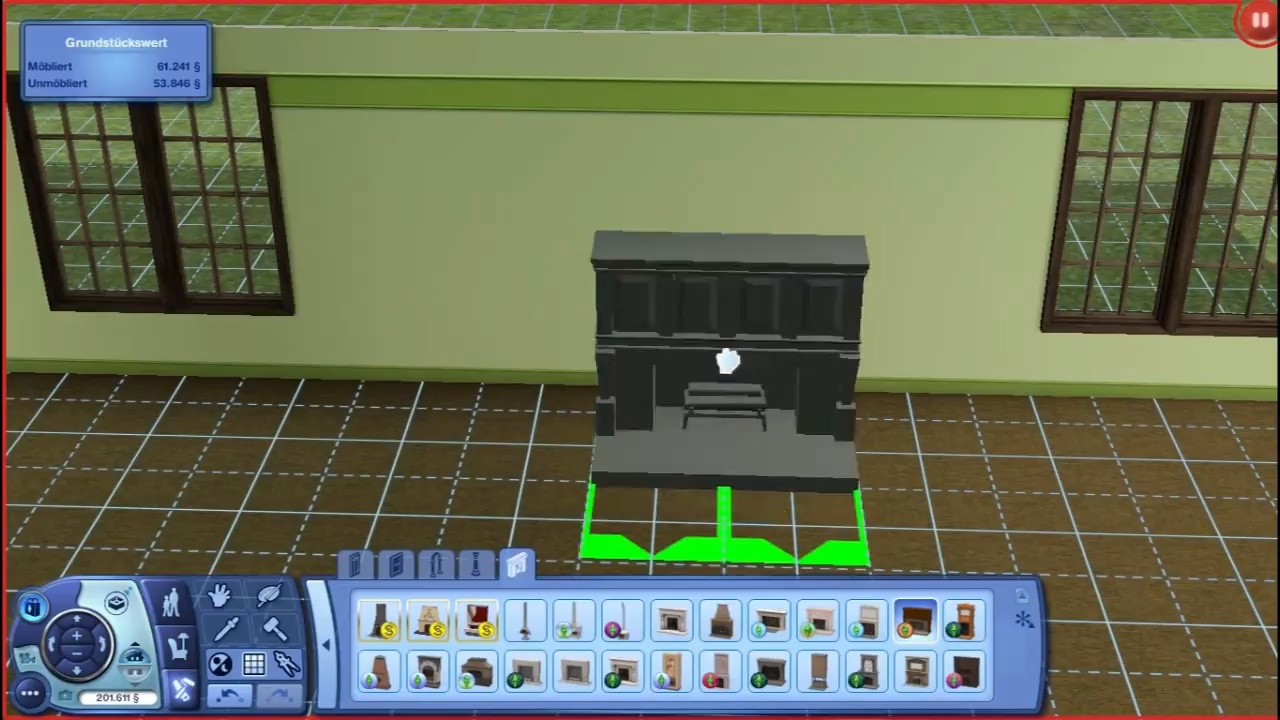 Grundstückswert
Möbliert 61.241 §
Unmöbliert 53.846 §
201.611 §